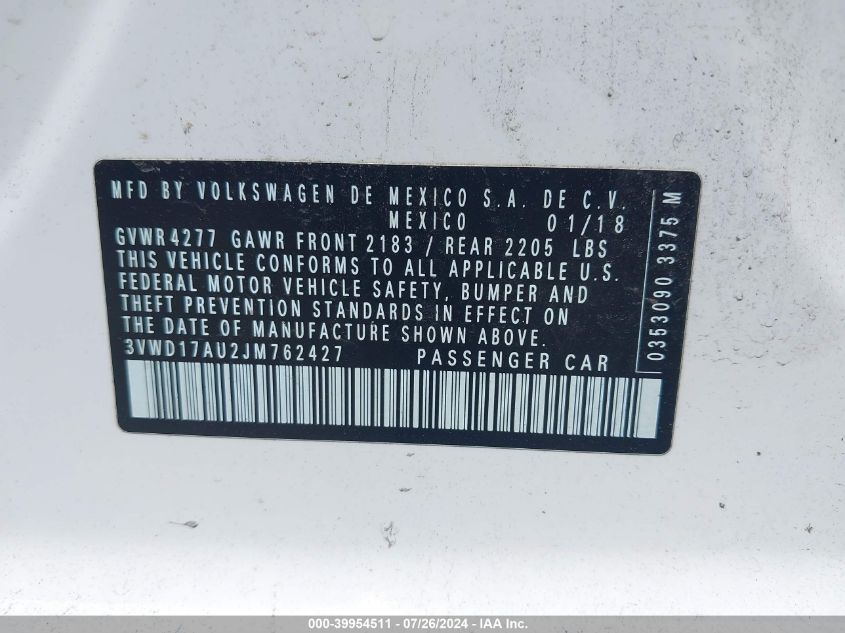 MFD BY VOLKSWAGEN DE MEXICO S.A. DE C.V.
MEXICO 01/18
GVWR 4277 GAWR FRONT 2183 / REAR 2205 LBS
THIS VEHICLE CONFORMS TO ALL APPLICABLE U.S.
FEDERAL MOTOR VEHICLE SAFETY, BUMPER AND
THEFT PREVENTION STANDARDS IN EFFECT ON
THE DATE OF MANUFACTURE SHOWN ABOVE.
3VWD17AU2JM762427 PASSENGER CAR
0353090 3375 M
000-39954511 - 07/26/2024 - IAA Inc.